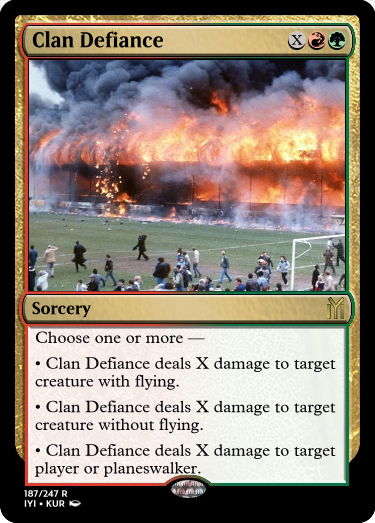 Clan Defiance
X
Sorcery
Choose one or more —
• Clan Defiance deals X damage to target
creature with flying.
• Clan Defiance deals X damage to target
creature without flying.
• Clan Defiance deals X damage to target
player or planeswalker.
187/247 R
IYI • KUR